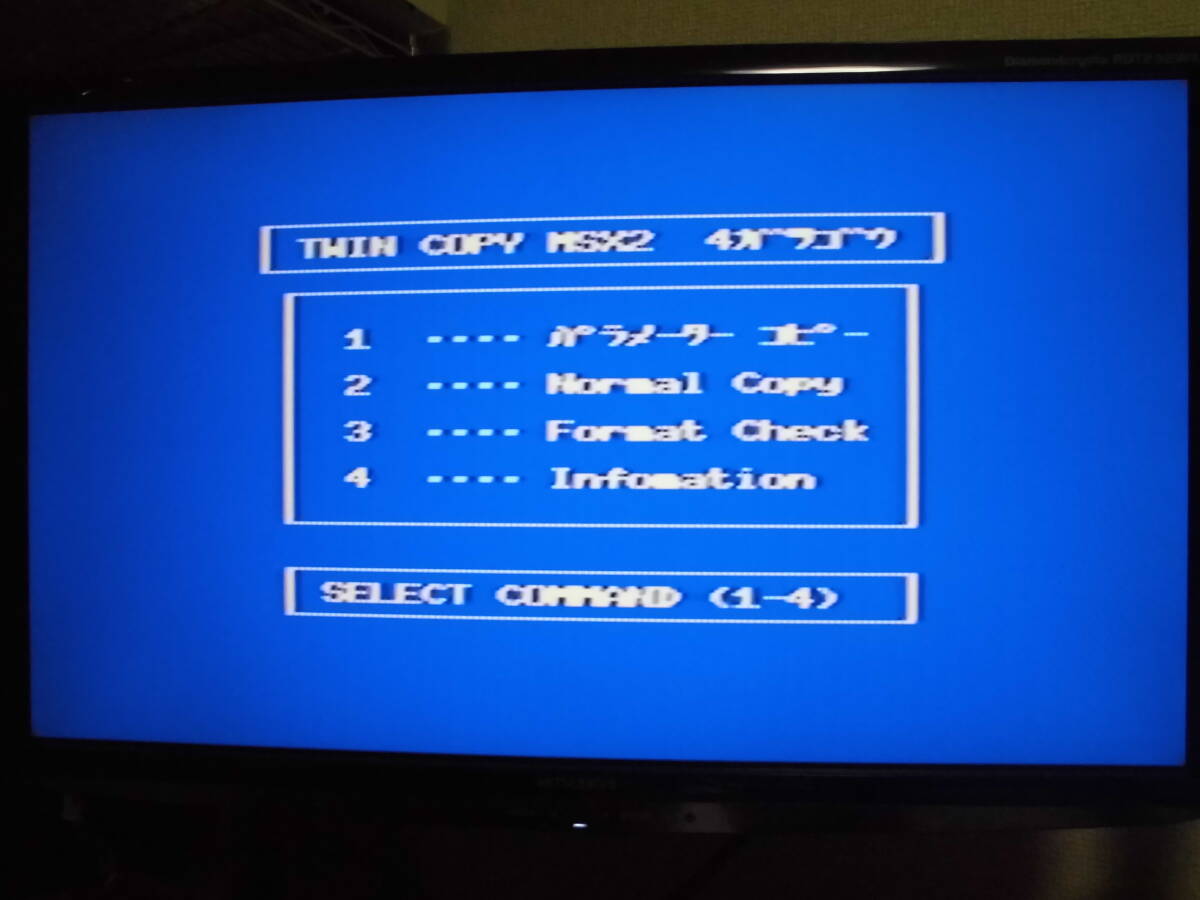 TWIN COPY MSX2 4ｶﾞﾂｺﾞｳ
1 ---- ﾊﾟﾗﾒｰﾀｰ ｺﾋﾟｰ
2 ---- Normal Copy
3 ---- Format Check
4 ---- Infomation
SELECT COMMAND (1-4)